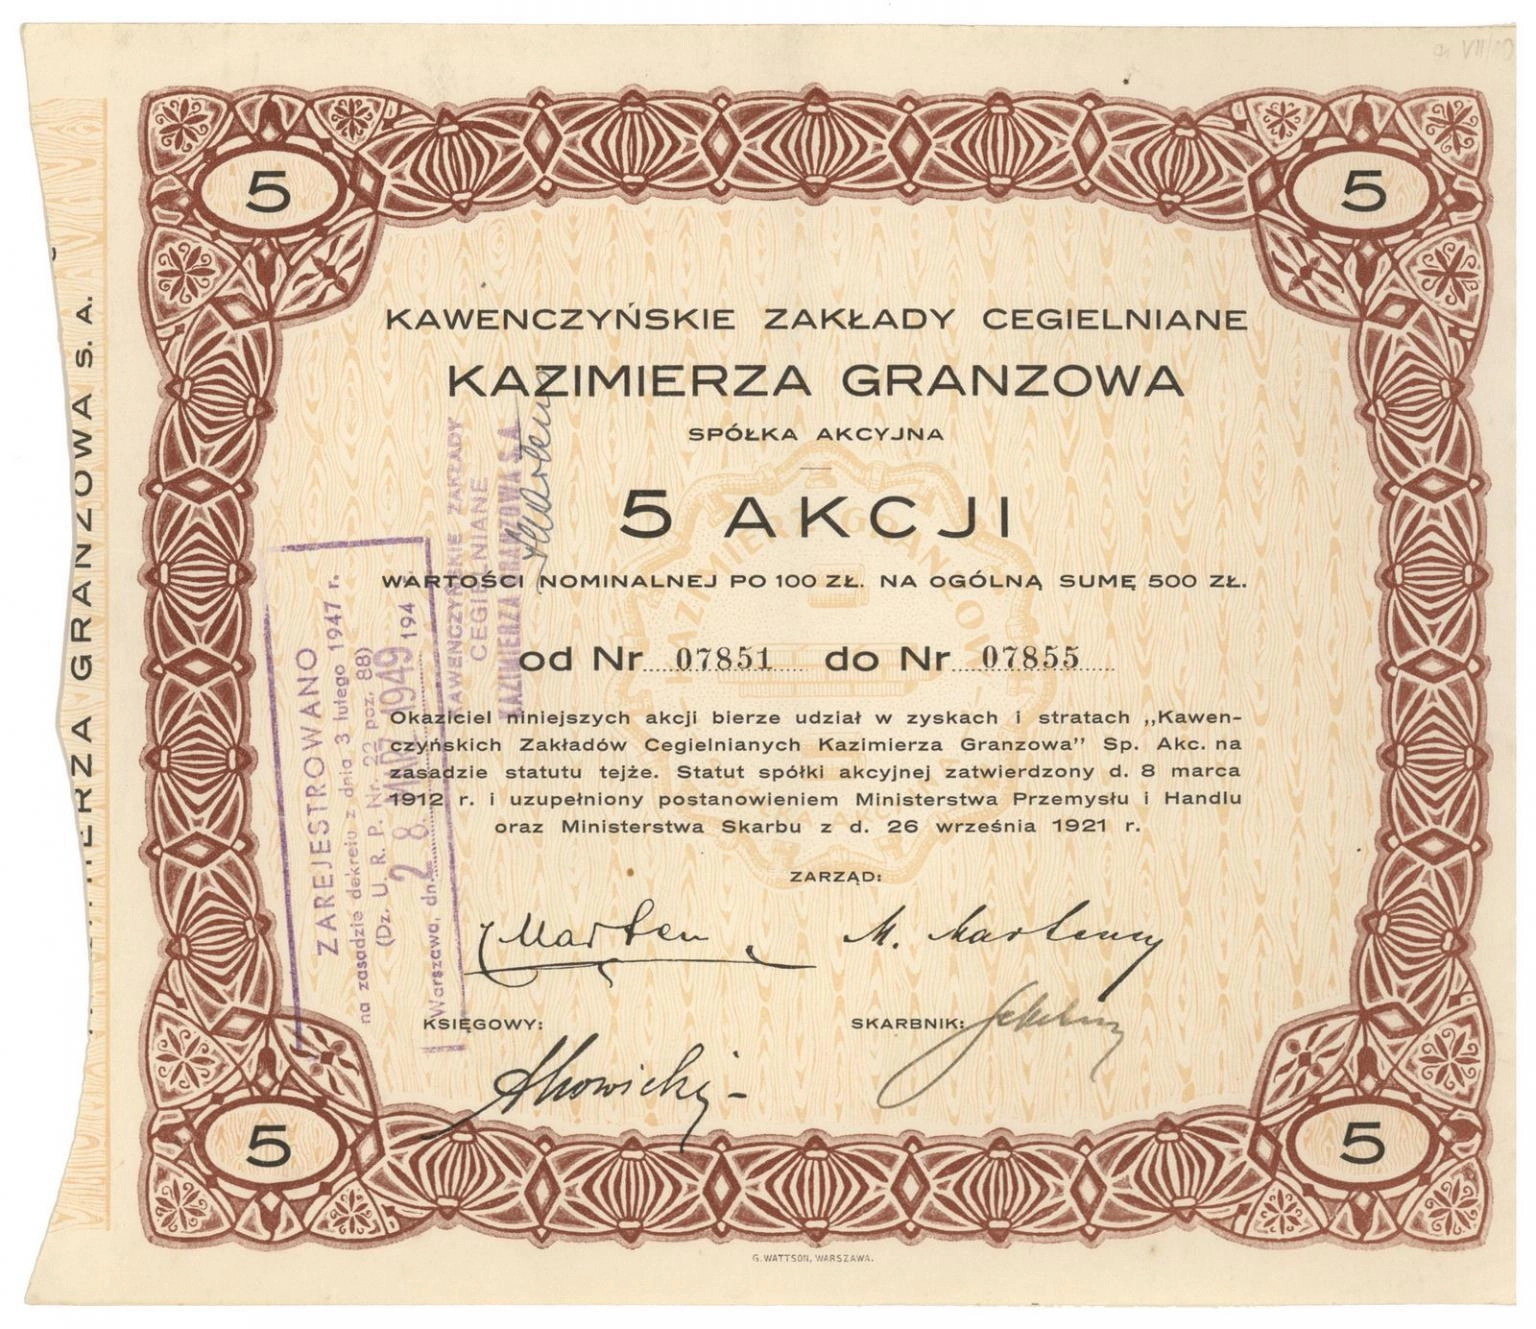 5
5
KAWENCZYŃSKIE ZAKŁADY CEGIELNIANE
KAZIMIERZA GRANZOWA
SPÓŁKA AKCYJNA
5 AKCJI
WARTOŚCI NOMINALNEJ PO 100 ZŁ. NA OGÓLNĄ SUMĘ 500 ZŁ.
od Nr 07851 do Nr 07855
Okaziciel niniejszych akcji bierze udział w zyskach i stratach „Kawen-
czyńskich Zakładów Cegielnianych Kazimierza Granzowa" Sp. Akc. na
zasadzie statutu tejże. Statut spółki akcyjnej zatwierdzony d. 8 marca
1912 r. i uzupełniony postanowieniem Ministerstwa Przemysłu i Handlu
oraz Ministerstwa Skarbu z d. 26 września 1921 r.
ZARZĄD:
KSIĘGOWY:
SKARBNIK:
5
5
G. WATTSON, WARSZAWA.
GRANZOWA S. A.
ZAREJESTROWANO
na zasadzie dekretu z dnia 3 lutego 1947 r.
(Dz. U. R. P. Nr. 22 poz. 88)
28. MAR. 1949
Warszawa, dn. 194
KAWENCZYŃSKIE ZAKŁADY
CEGIELNIANE
KAZIMIERZA GRANZOWA S.A.
KAZIMIERZA GRANZOWA